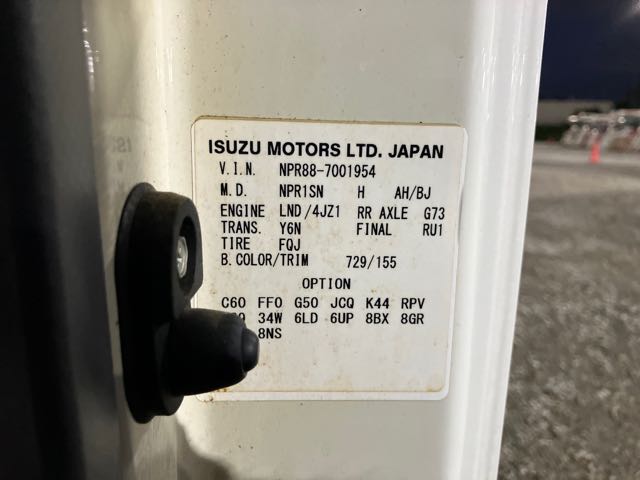 ISUZU MOTORS LTD. JAPAN
V.I.N. NPR88-7001954
M.D. NPR1SN H AH/BJ
ENGINE LND/4JZ1 RR AXLE G73
TRANS. Y6N FINAL RU1
TIRE FQJ
B.COLOR/TRIM 729/155
OPTION
C60 FF0 G50 JCQ K44 RPV
34W 6LD 6UP 8BX 8GR
8NS